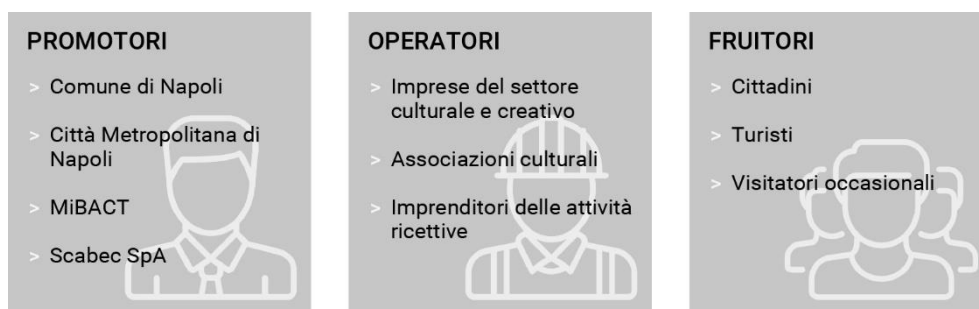 PROMOTORI
> Comune di Napoli
> Città Metropolitana di
Napoli
> MiBACT
> Scabec SpA
OPERATORI
> Imprese del settore
culturale e creativo
> Associazioni culturali
> Imprenditori delle attività
ricettive
FRUITORI
> Cittadini
> Turisti
> Visitatori occasionali